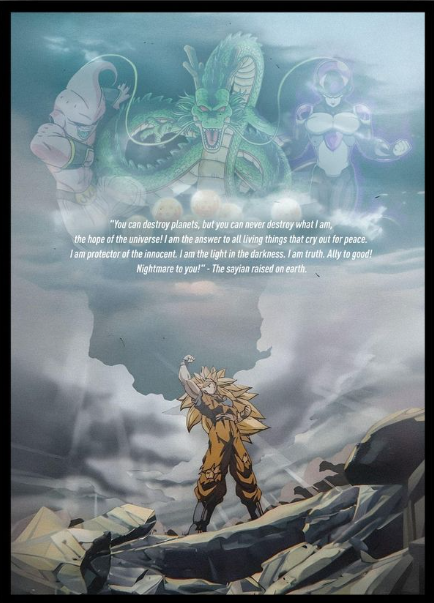 "You can destroy planets, but you can never destroy what I am,
the hope of the universe! I am the answer to all living things that cry out for peace.
I am protector of the innocent. I am the light in the darkness. I am truth. Ally to good!
Nightmare to you!" - The sayian raised on earth.